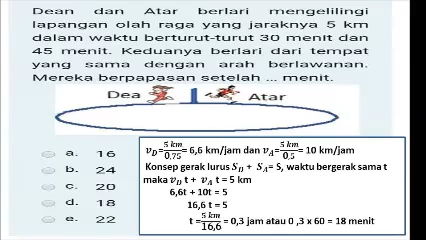 Dean dan Atar berlari mengelilingi
lapangan olah raga yang jaraknya 5 km
dalam waktu berturut-turut 30 menit dan
45 menit. Keduanya berlari dari tempat
yang sama dengan arah berlawanan.
Mereka berpapasan setelah ... menit.
Dea Atar
a. 16
b. 24
c. 20
d. 18
e. 22
v_D=5 km/0,75= 6,6 km/jam dan v_A=5 km/0,5= 10 km/jam
Konsep gerak lurus S_D + S_A= S, waktu bergerak sama t
maka v_D t + v_A t = 5 km
6,6t + 10t = 5
16,6 t = 5
t =5 km/16,6 = 0,3 jam atau 0 ,3 x 60 = 18 menit